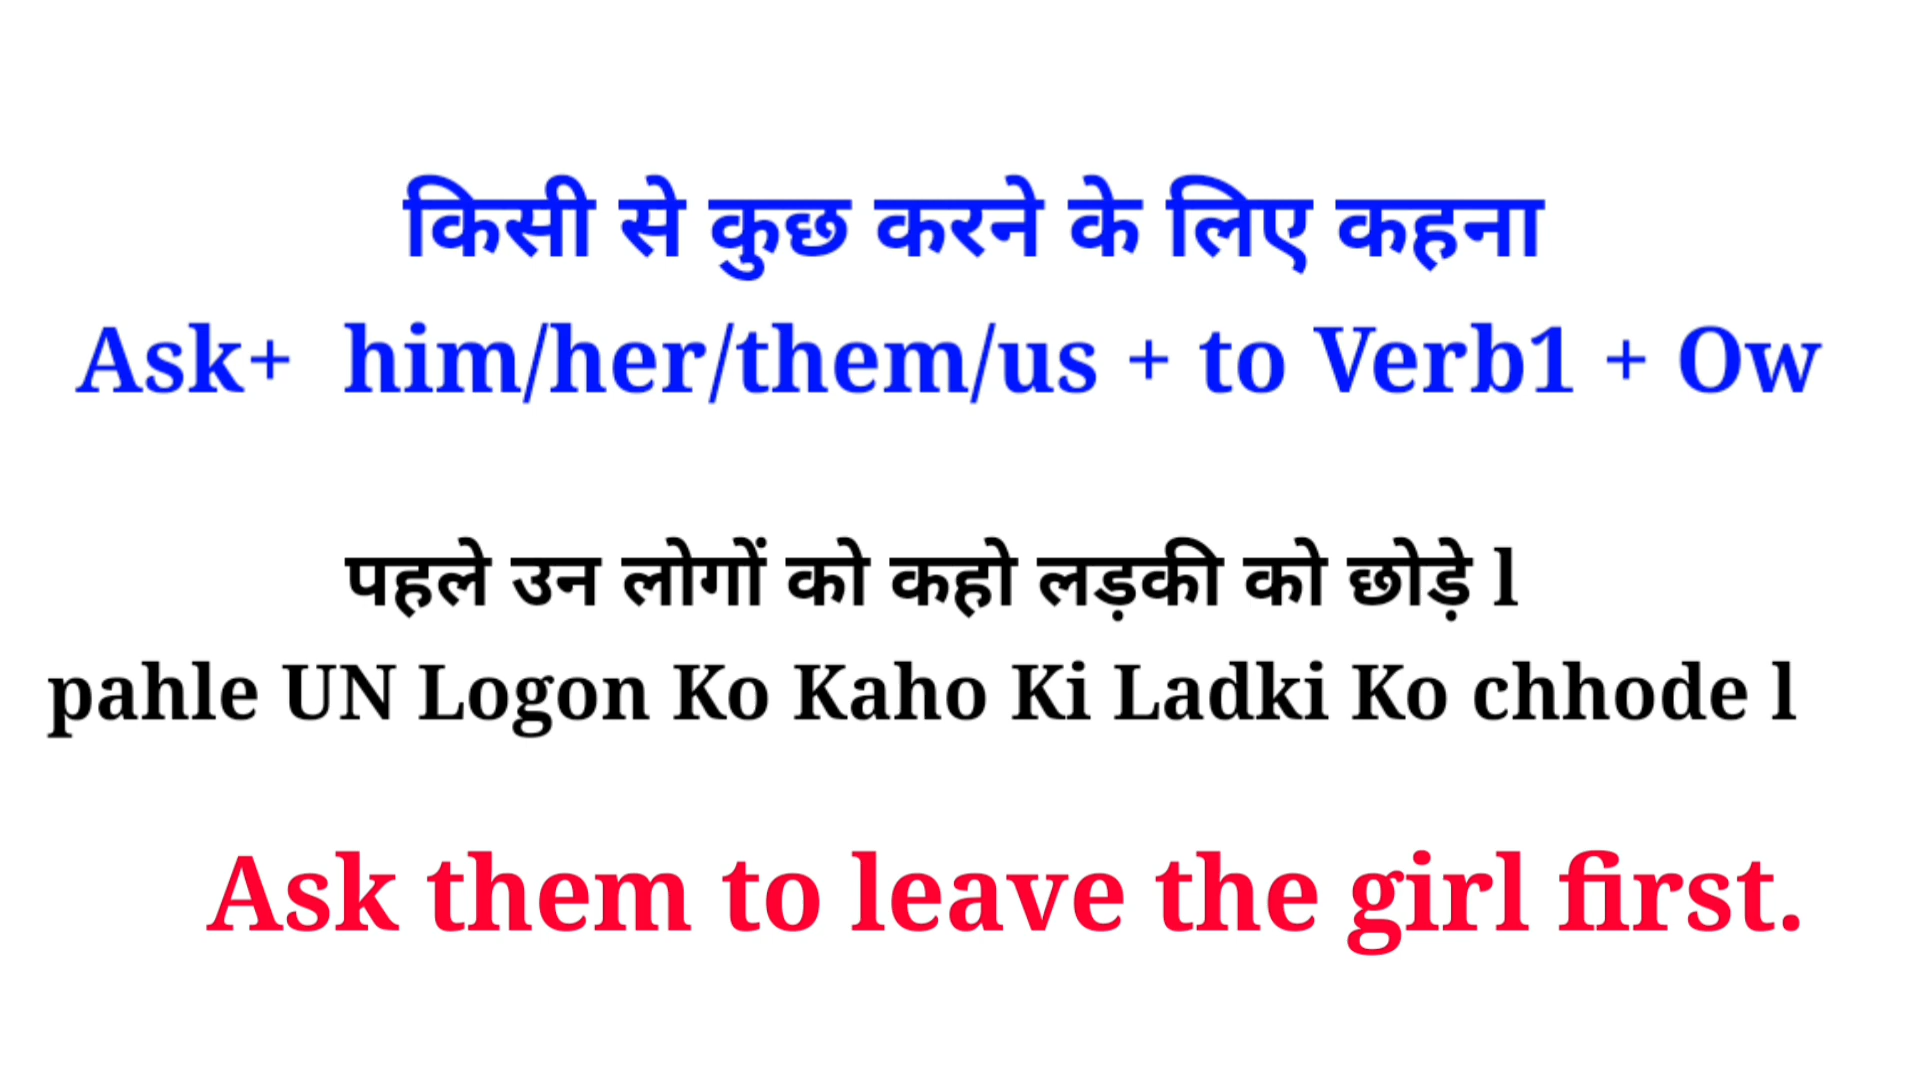 किसी से कुछ करने के लिए कहना
Ask+ him/her/them/us + to Verb1 + Ow
पहले उन लोगों को कहो लड़की को छोड़े l
pahle UN Logon Ko Kaho Ki Ladki Ko chhode l
Ask them to leave the girl first.